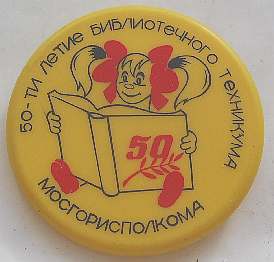 50-ТИ ЛЕТИЕ БИБЛИОТЕЧНОГО ТЕХНИКУМА
50
МОСГОРИСПОЛКОМА